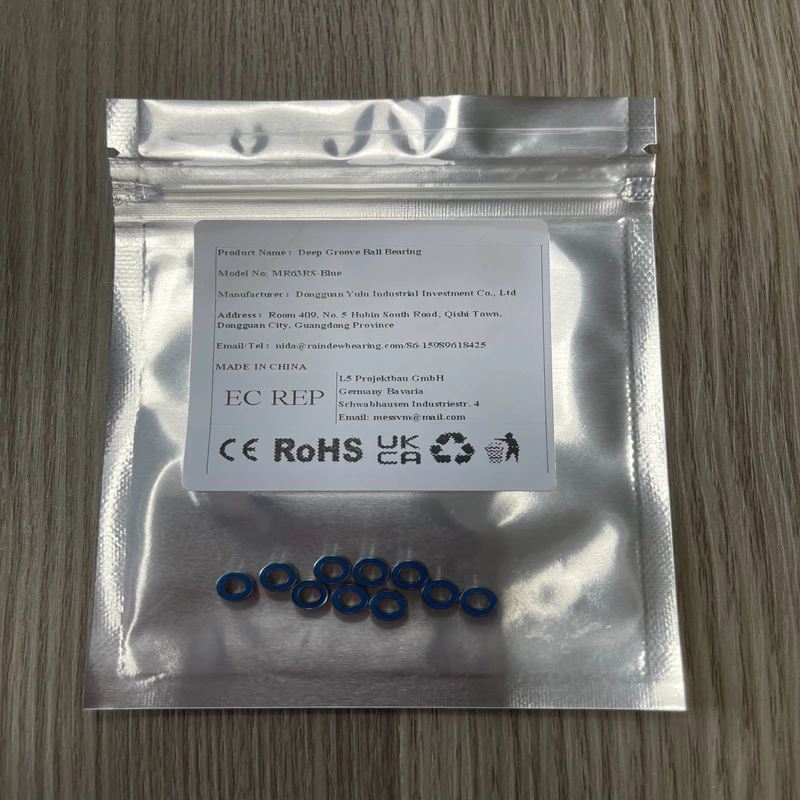 Product Name: Deep Groove Ball Bearing
Model No: MR63RS-Blue
Manufacturer: Dongguan Yulu Industrial Investment Co., Ltd
Address: Room 409, No. 5 Hubin South Road, Qishi Town,
Dongguan City, Guangdong Province
Email/Tel: nida@raindewbearing.com/86-15989618425
MADE IN CHINA
EC REP
L5 Projektbau GmbH
Germany Bavaria
Schwabhausen Industriestr. 4
Email: messvm@mail.com
CE RoHS UK
CA